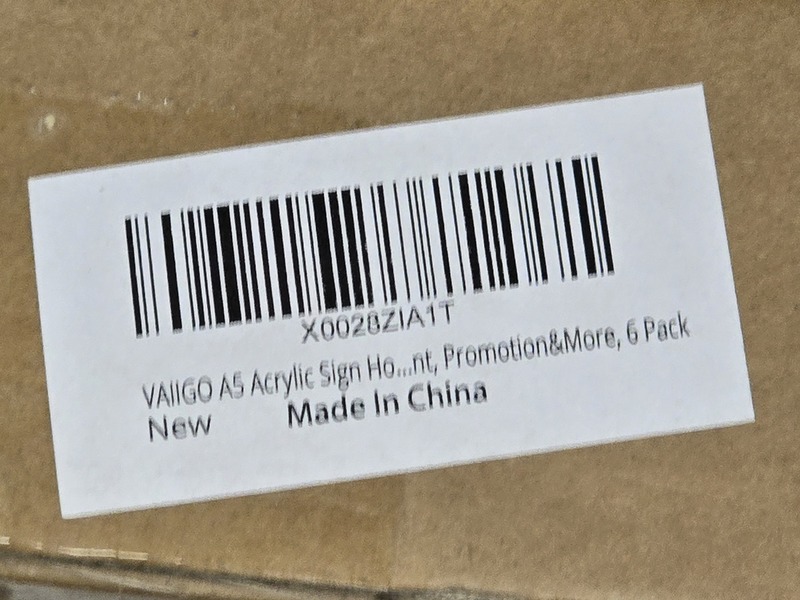 X0028ZIA1T
VAIIGO A5 Acrylic Sign Ho...nt, Promotion&More, 6 Pack
New Made In China